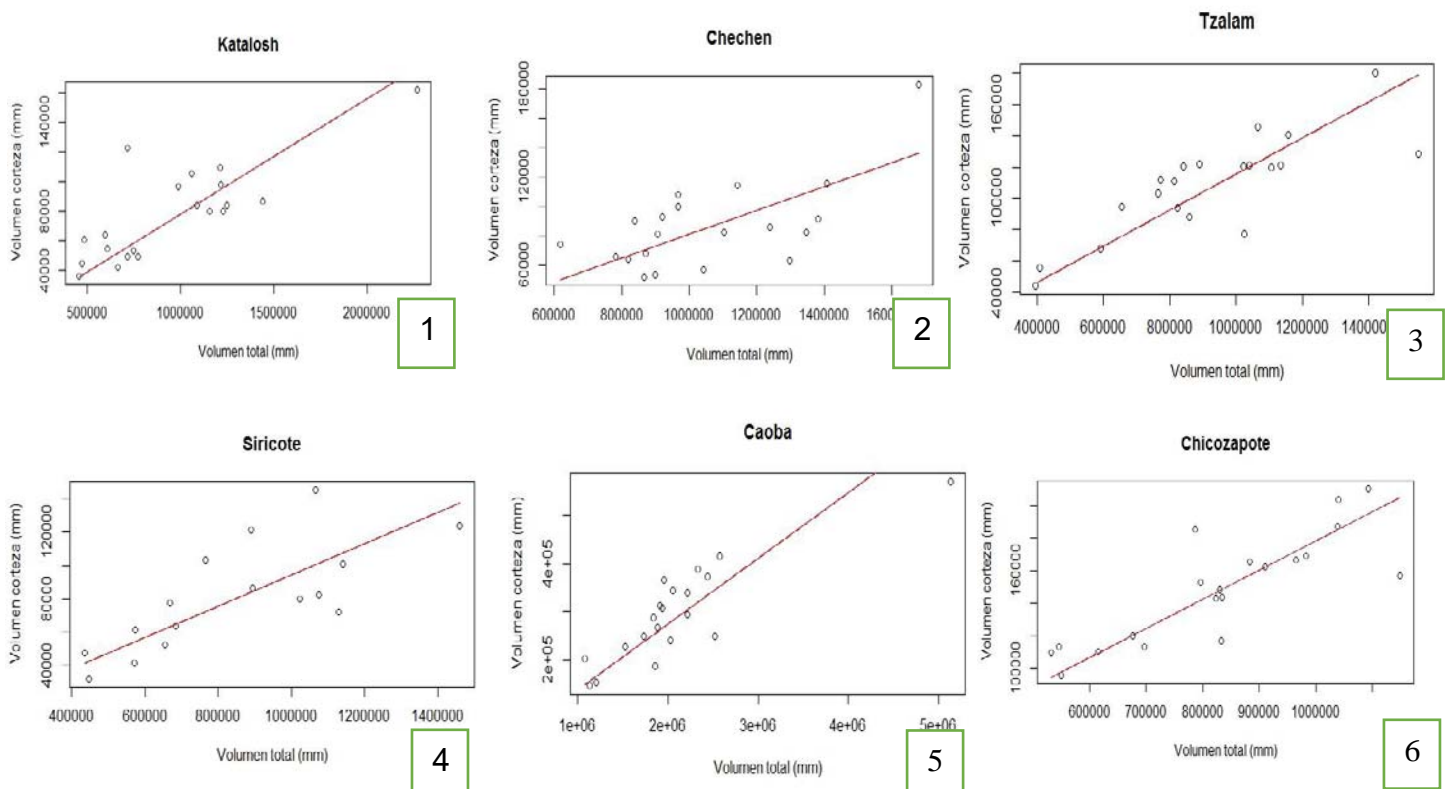 Katalosh
Volumen corteza (mm)
40000 80000 140000
500000 1000000 1500000 2000000
Volumen total (mm)
1
Chechen
Volumen corteza (mm)
60000 120000 180000
600000 800000 1000000 1200000 1400000 1600
Volumen total (mm)
2
Tzalam
Volumen corteza (mm)
40000 100000 160000
400000 600000 800000 1000000 1200000 1400000
Volumen total (mm)
3
Siricote
Volumen corteza (mm)
40000 80000 120000
400000 600000 800000 1000000 1200000 1400000
Volumen total (mm)
4
Caoba
Volumen corteza (mm)
2e+05 4e+05
1e+06 2e+06 3e+06 4e+06 5e+06
Volumen total (mm)
5
Chicozapote
Volumen corteza (mm)
100000 160000
600000 700000 800000 900000 1000000
Volumen total (mm)
6